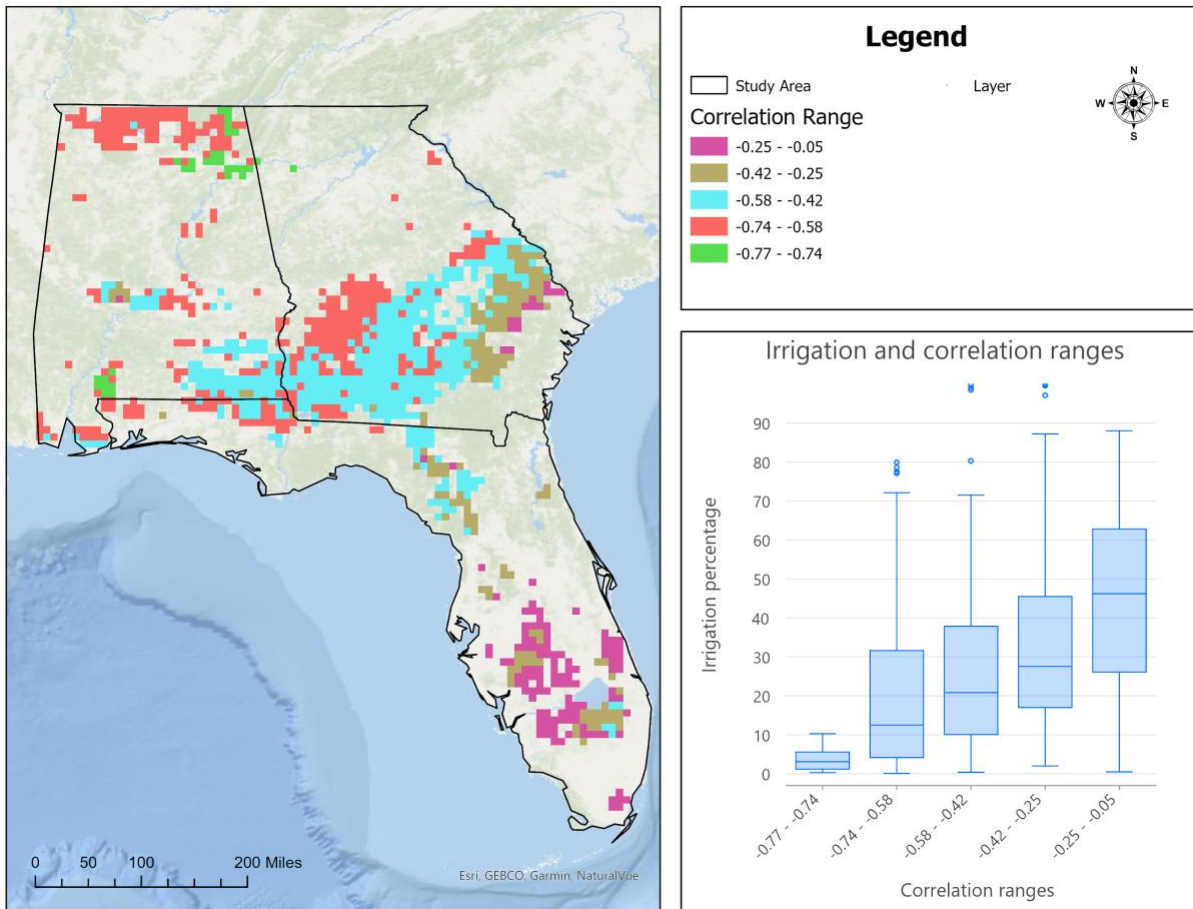 0 50 100 200 Miles
Esri, GEBCO, Garmin, NaturalVue
Legend
Study Area
Layer
N
W E
S
Correlation Range
-0.25 - -0.05
-0.42 - -0.25
-0.58 - -0.42
-0.74 - -0.58
-0.77 - -0.74
Irrigation and correlation ranges
Irrigation percentage
90
80
70
60
50
40
30
20
10
0
-0.77 - -0.74
-0.74 - -0.58
-0.58 - -0.42
-0.42 - -0.25
-0.25 - -0.05
Correlation ranges